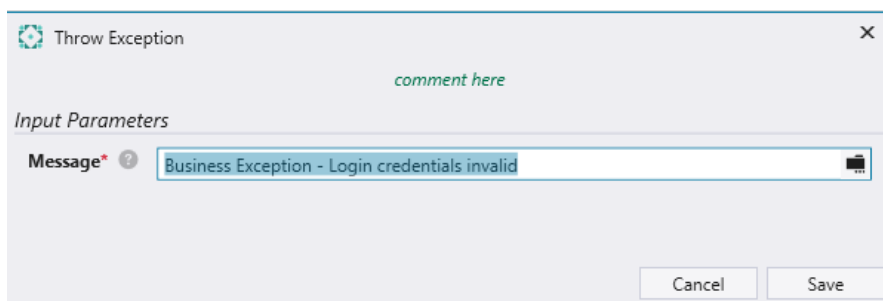 Throw Exception
comment here
Input Parameters
Message* ?
Business Exception - Login credentials invalid
Cancel
Save